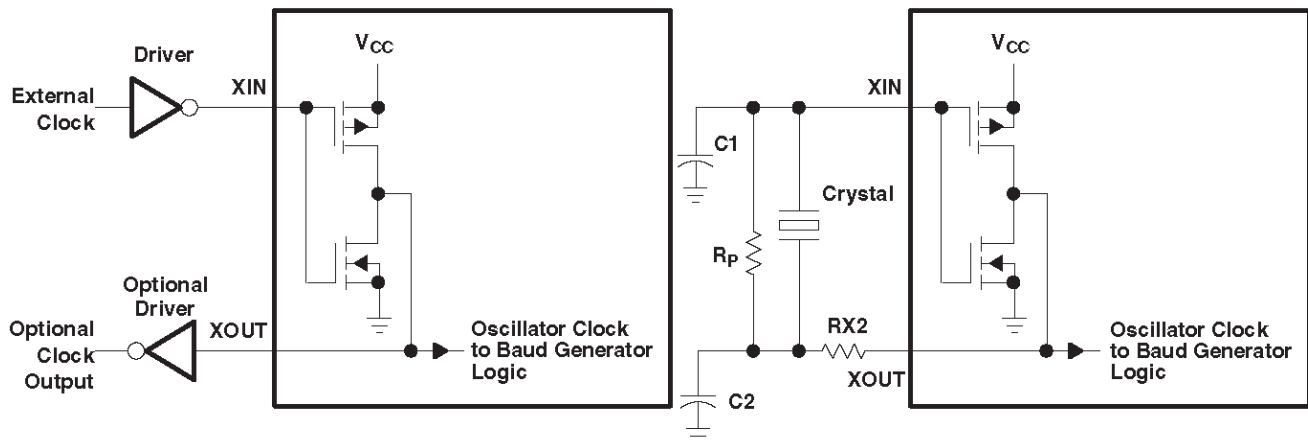 Driver
External
Clock
XIN
VCC
Optional
Driver
Optional
Clock
Output
XOUT
Oscillator Clock
to Baud Generator
Logic
C1
RP
Crystal
C2
RX2
XIN
VCC
XOUT
Oscillator Clock
to Baud Generator
Logic